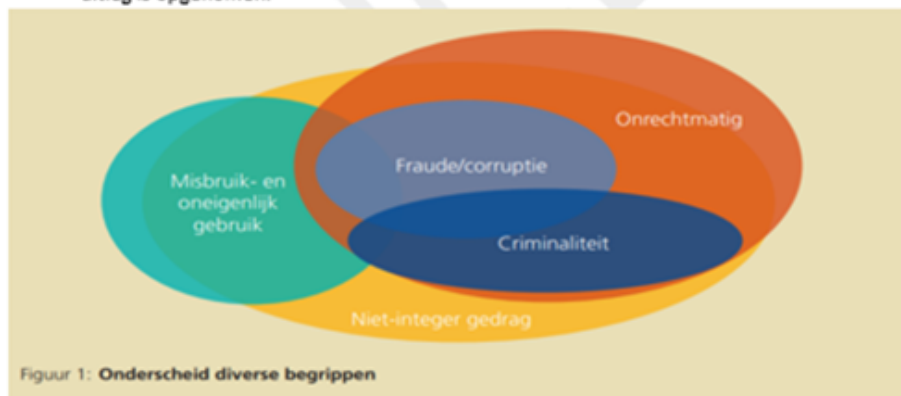 Onrechtmatig
Fraude/corruptie
Misbruik- en
oneigenlijk
gebruik
Criminaliteit
Niet-integer gedrag
Figuur 1: Onderscheid diverse begrippen